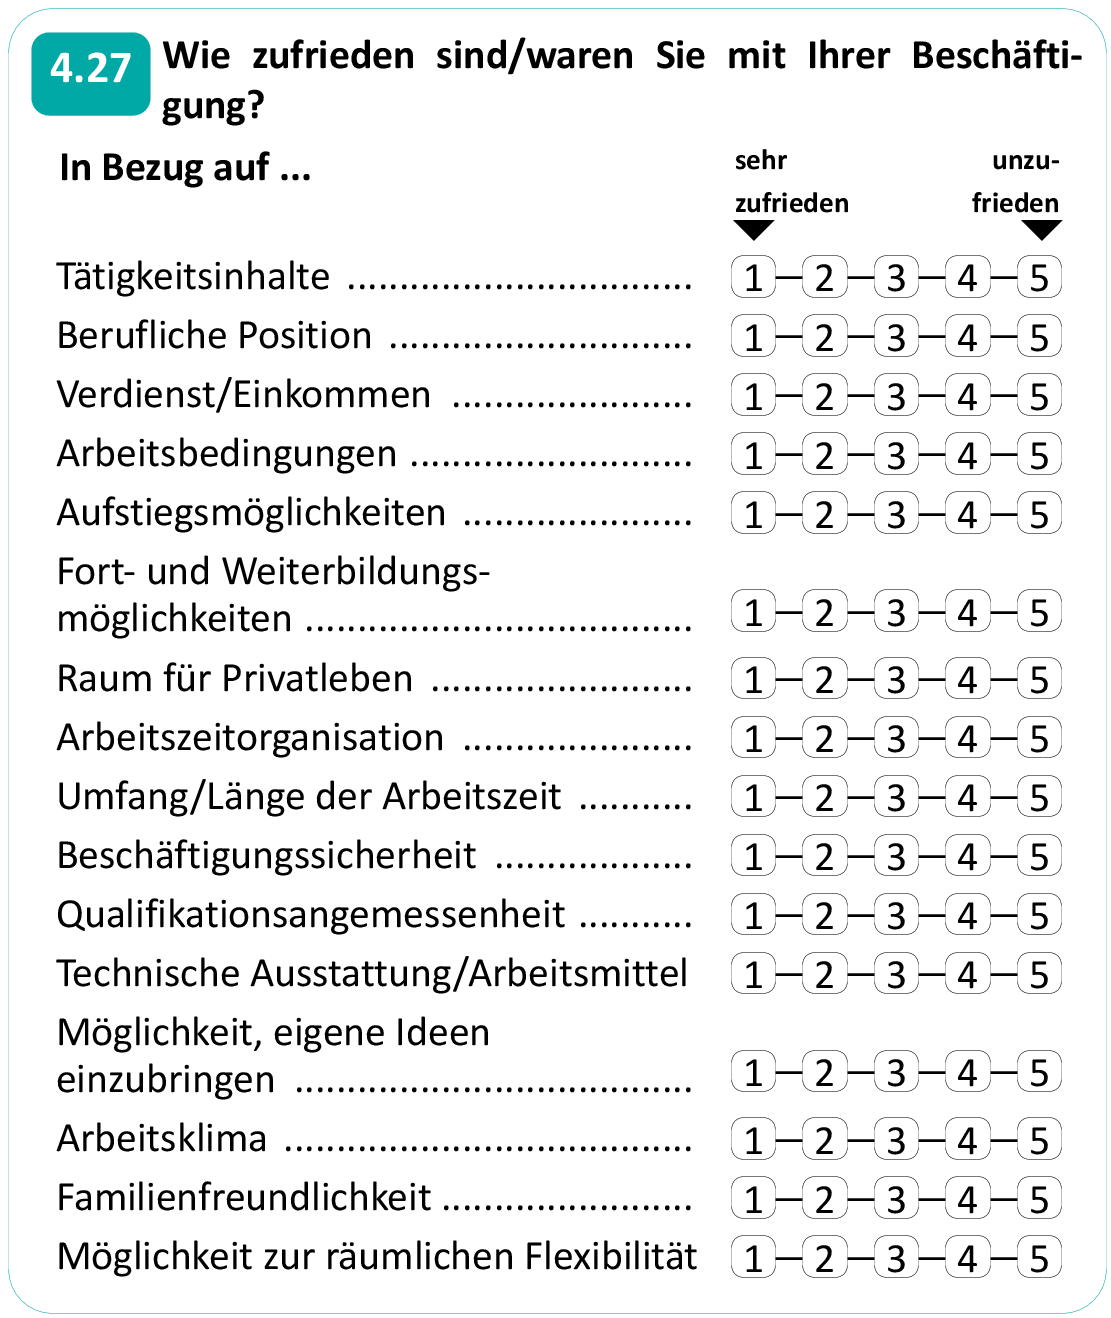 4.27 Wie zufrieden sind/waren Sie mit Ihrer Beschäfti-
gung?
In Bezug auf ...
sehr unzu-
zufrieden frieden
Tätigkeitsinhalte ................................. 1 2 3 4 5
Berufliche Position ............................. 1 2 3 4 5
Verdienst/Einkommen ....................... 1 2 3 4 5
Arbeitsbedingungen ........................... 1 2 3 4 5
Aufstiegsmöglichkeiten ...................... 1 2 3 4 5
Fort- und Weiterbildungs-
möglichkeiten ..................................... 1 2 3 4 5
Raum für Privatleben ......................... 1 2 3 4 5
Arbeitszeitorganisation ...................... 1 2 3 4 5
Umfang/Länge der Arbeitszeit ........... 1 2 3 4 5
Beschäftigungssicherheit ................... 1 2 3 4 5
Qualifikationsangemessenheit ........... 1 2 3 4 5
Technische Ausstattung/Arbeitsmittel 1 2 3 4 5
Möglichkeit, eigene Ideen
einzubringen ...................................... 1 2 3 4 5
Arbeitsklima ....................................... 1 2 3 4 5
Familienfreundlichkeit ........................ 1 2 3 4 5
Möglichkeit zur räumlichen Flexibilität 1 2 3 4 5